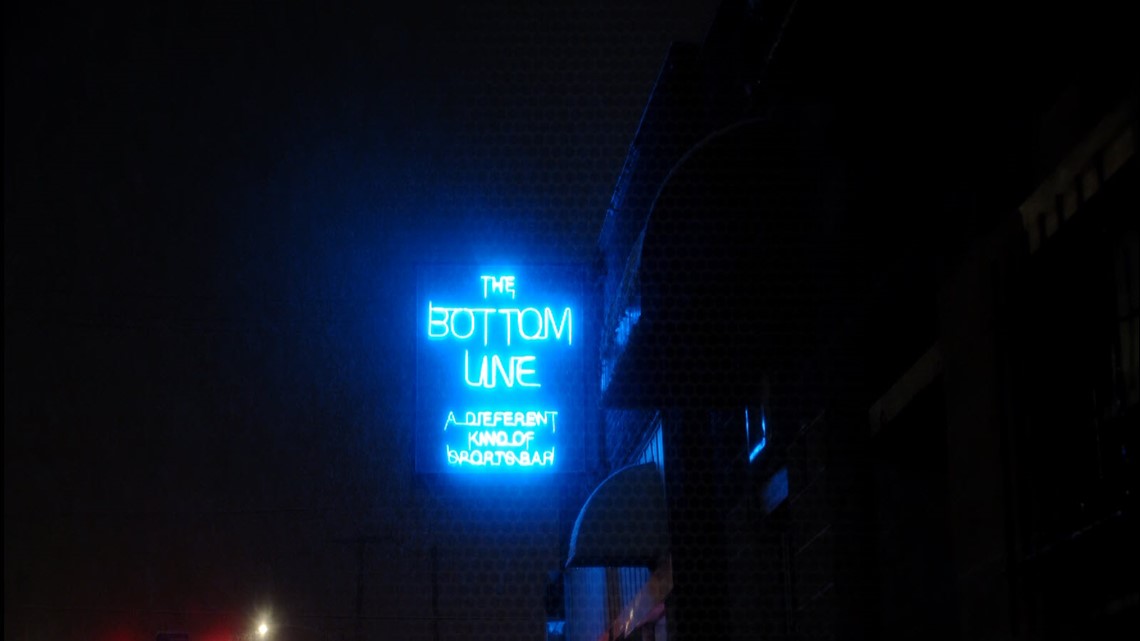 THE
BOTTOM
LINE
A DIFFERENT
KIND OF
SPORTS BAR